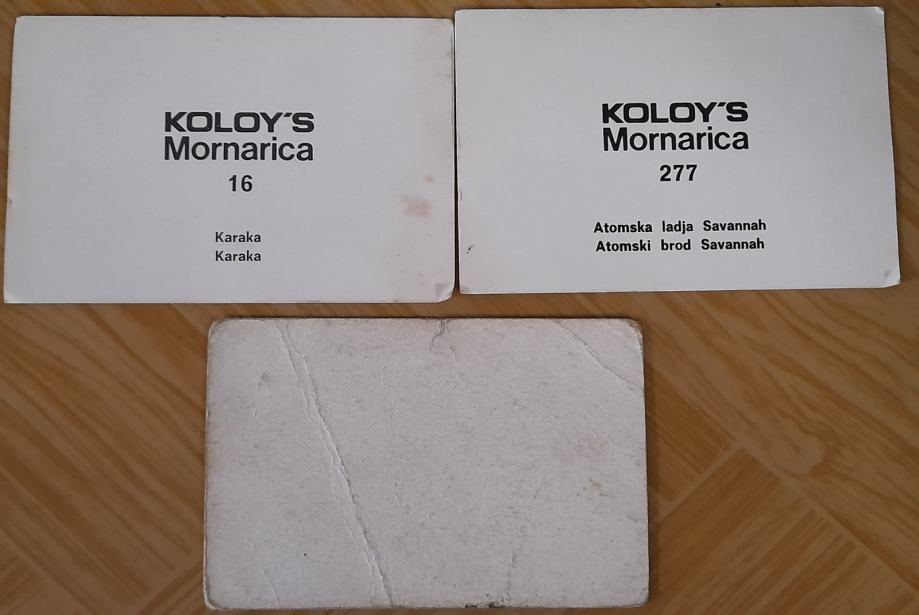 KOLOY´S
Mornarica
16
Karaka
Karaka
KOLOY´S
Mornarica
277
Atomska ladja Savannah
Atomski brod Savannah